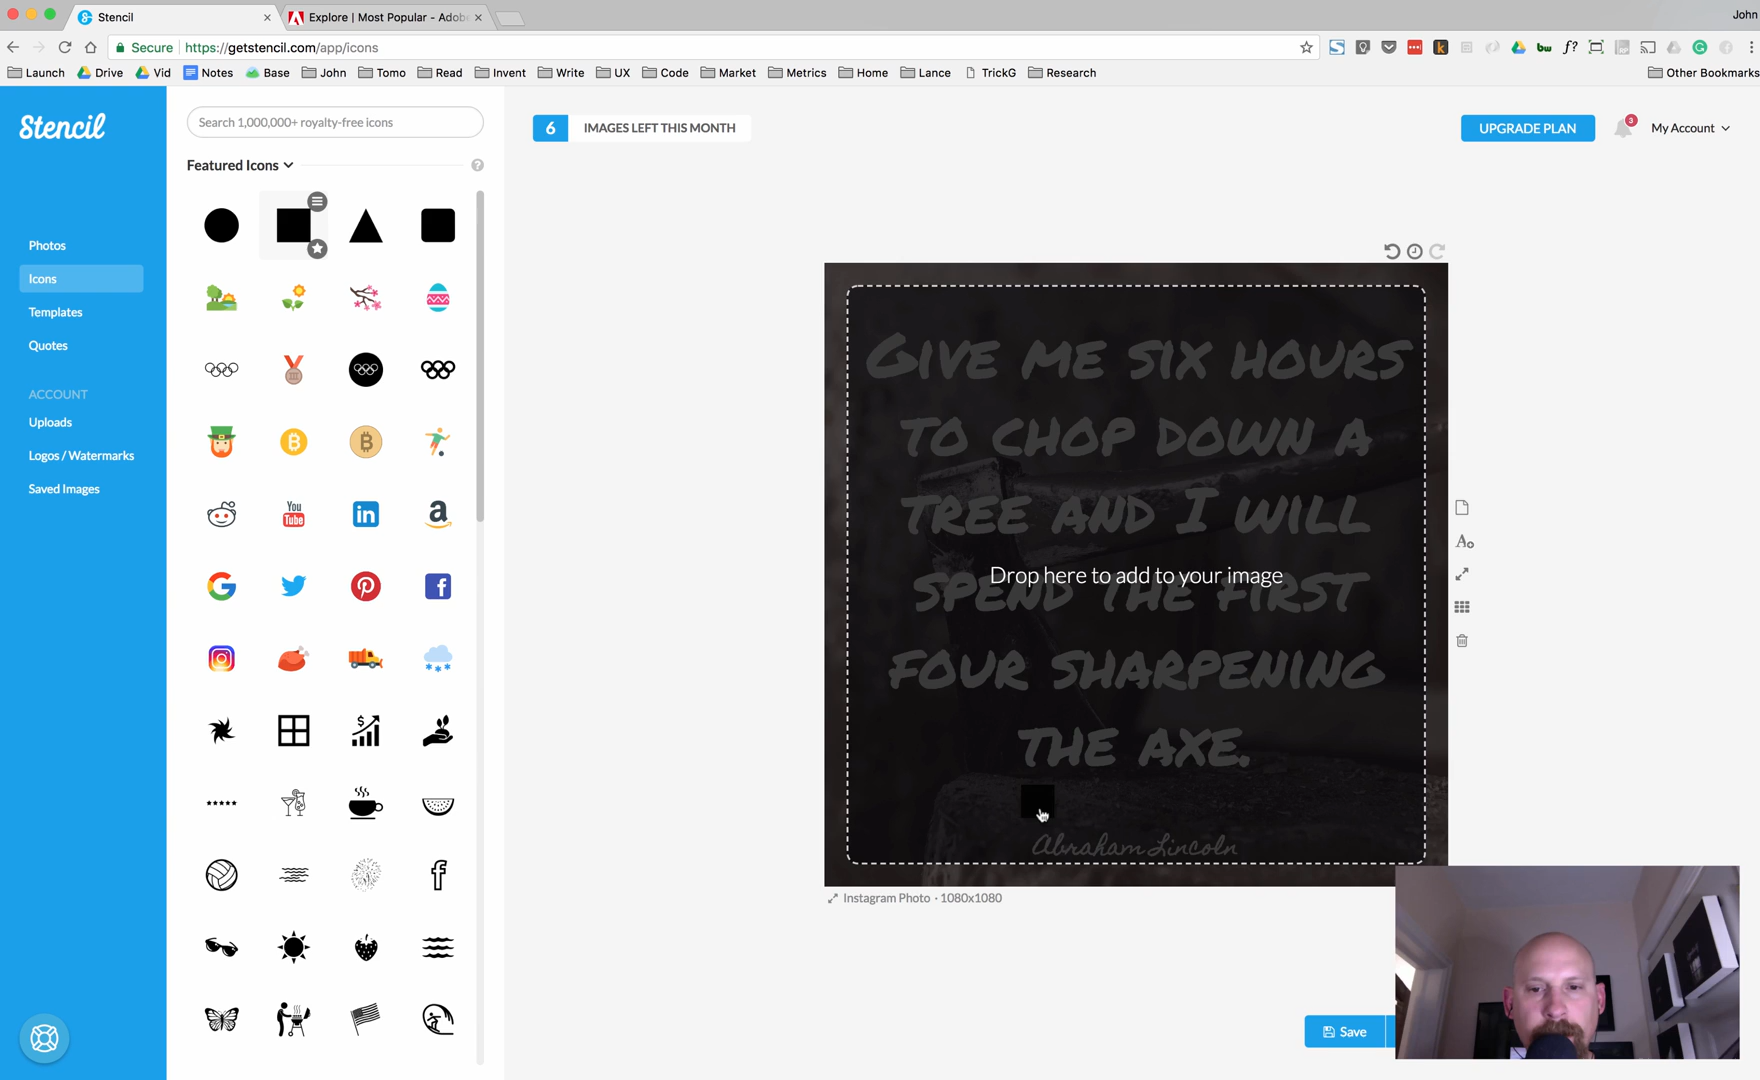 Stencil
Explore | Most Popular - Adob
John
Secure
https://getstencil.com/app/icons
Launch
Drive
Vid
Notes
Base
John
Tomo
Read
Invent
Write
UX
Code
Market
Metrics
Home
Lance
TrickG
Research
Other Bookmarks
Stencil
Search 1,000,000+ royalty-free icons
6
IMAGES LEFT THIS MONTH
UPGRADE PLAN
3
My Account
Featured Icons
Photos
Icons
Templates
Quotes
ACCOUNT
Uploads
Logos / Watermarks
Saved Images
You
Tube
in
a
GIVE ME SIX HOURS
TO CHOP DOWN A
TREE AND I WILL
Drop here to add to your image
SPEND THE FIRST
FOUR SHARPENING
THE AXE.
Abraham Lincoln
Instagram Photo · 1080x1080
Save